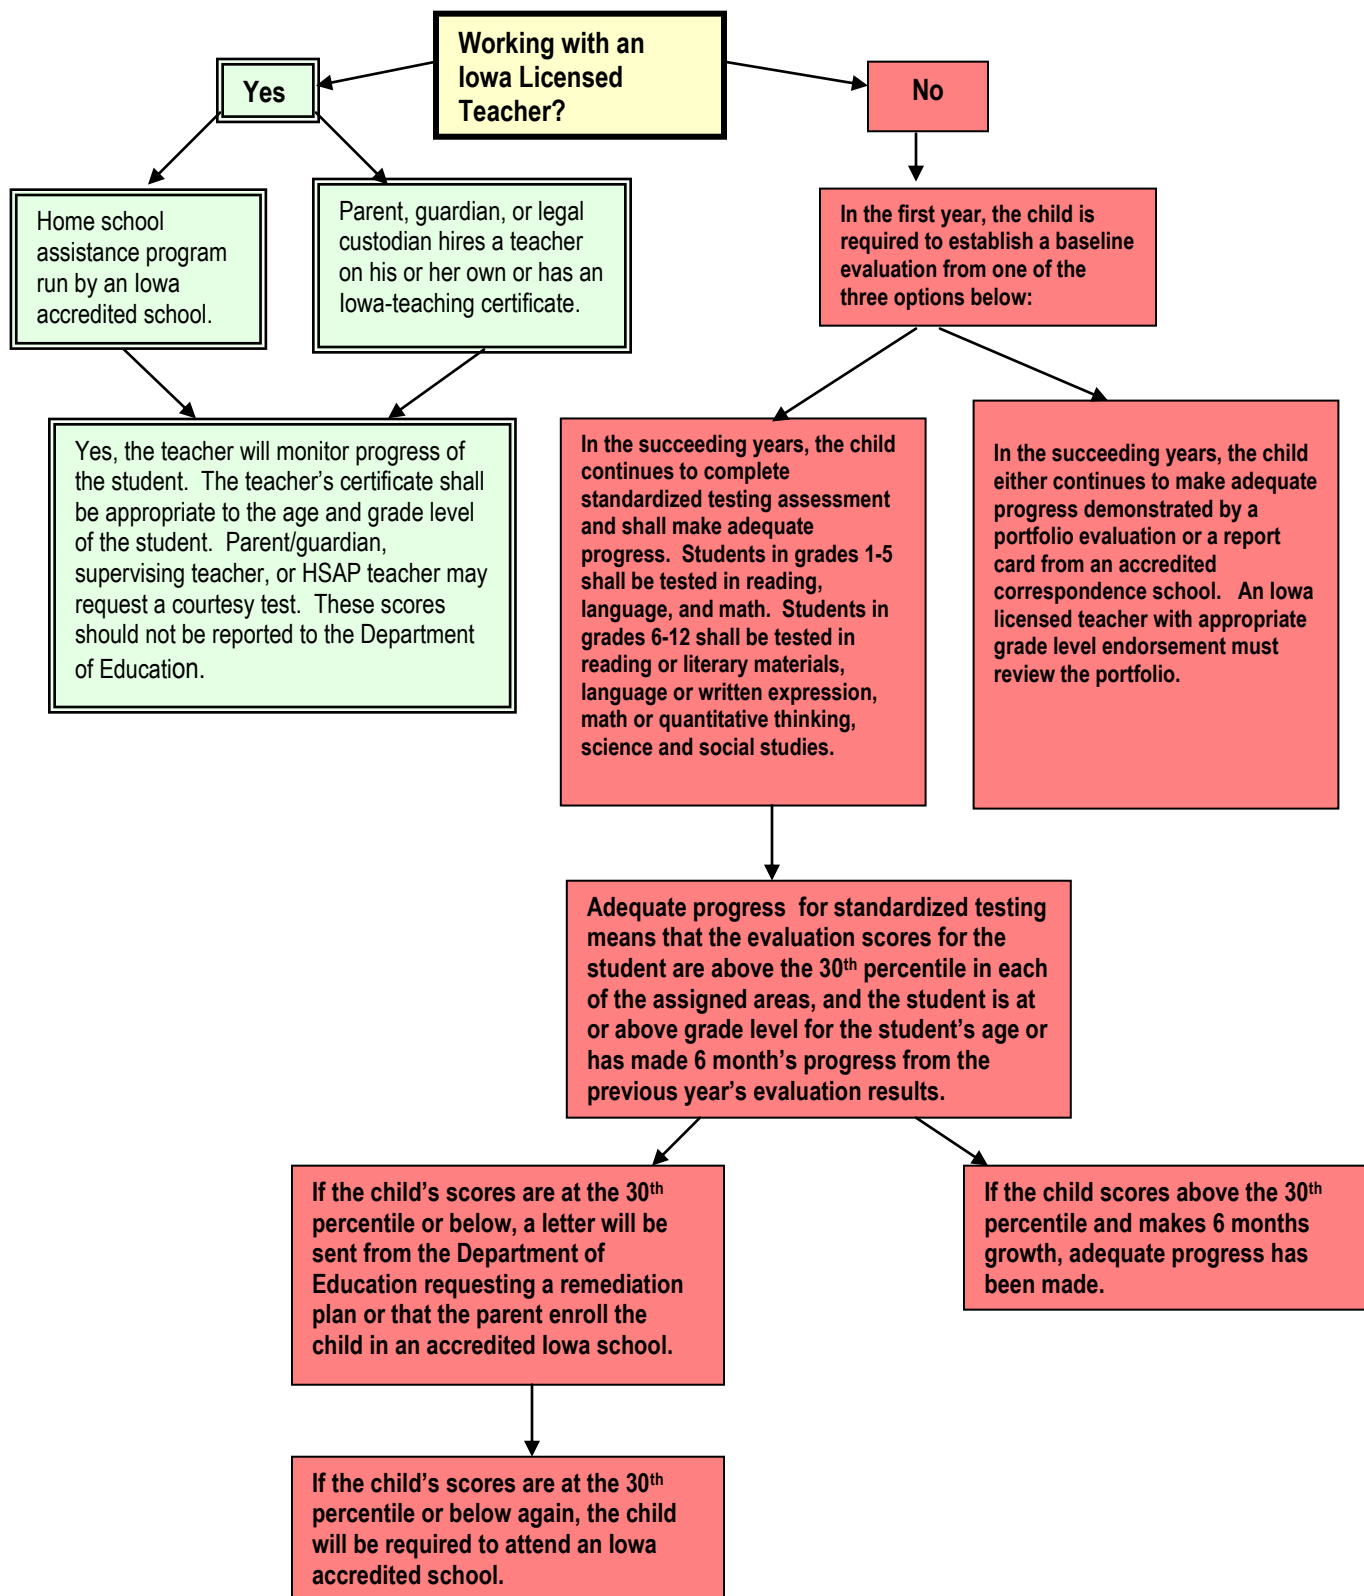 Working with an
Iowa Licensed
Teacher?
Yes
No
Home school
assistance program
run by an Iowa
accredited school.
Parent, guardian, or legal
custodian hires a teacher
on his or her own or has an
Iowa-teaching certificate.
In the first year, the child is
required to establish a baseline
evaluation from one of the
three options below:
Yes, the teacher will monitor progress of
the student. The teacher’s certificate shall
be appropriate to the age and grade level
of the student. Parent/guardian,
supervising teacher, or HSAP teacher may
request a courtesy test. These scores
should not be reported to the Department
of Education.
In the succeeding years, the child
continues to complete
standardized testing assessment
and shall make adequate
progress. Students in grades 1-5
shall be tested in reading,
language, and math. Students in
grades 6-12 shall be tested in
reading or literary materials,
language or written expression,
math or quantitative thinking,
science and social studies.
In the succeeding years, the child
either continues to make adequate
progress demonstrated by a
portfolio evaluation or a report
card from an accredited
correspondence school. An Iowa
licensed teacher with appropriate
grade level endorsement must
review the portfolio.
Adequate progress for standardized testing
means that the evaluation scores for the
student are above the 30th percentile in each
of the assigned areas, and the student is at
or above grade level for the student’s age or
has made 6 month’s progress from the
previous year’s evaluation results.
If the child’s scores are at the 30th
percentile or below, a letter will be
sent from the Department of
Education requesting a remediation
plan or that the parent enroll the
child in an accredited Iowa school.
If the child scores above the 30th
percentile and makes 6 months
growth, adequate progress has
been made.
If the child’s scores are at the 30th
percentile or below again, the child
will be required to attend an Iowa
accredited school.